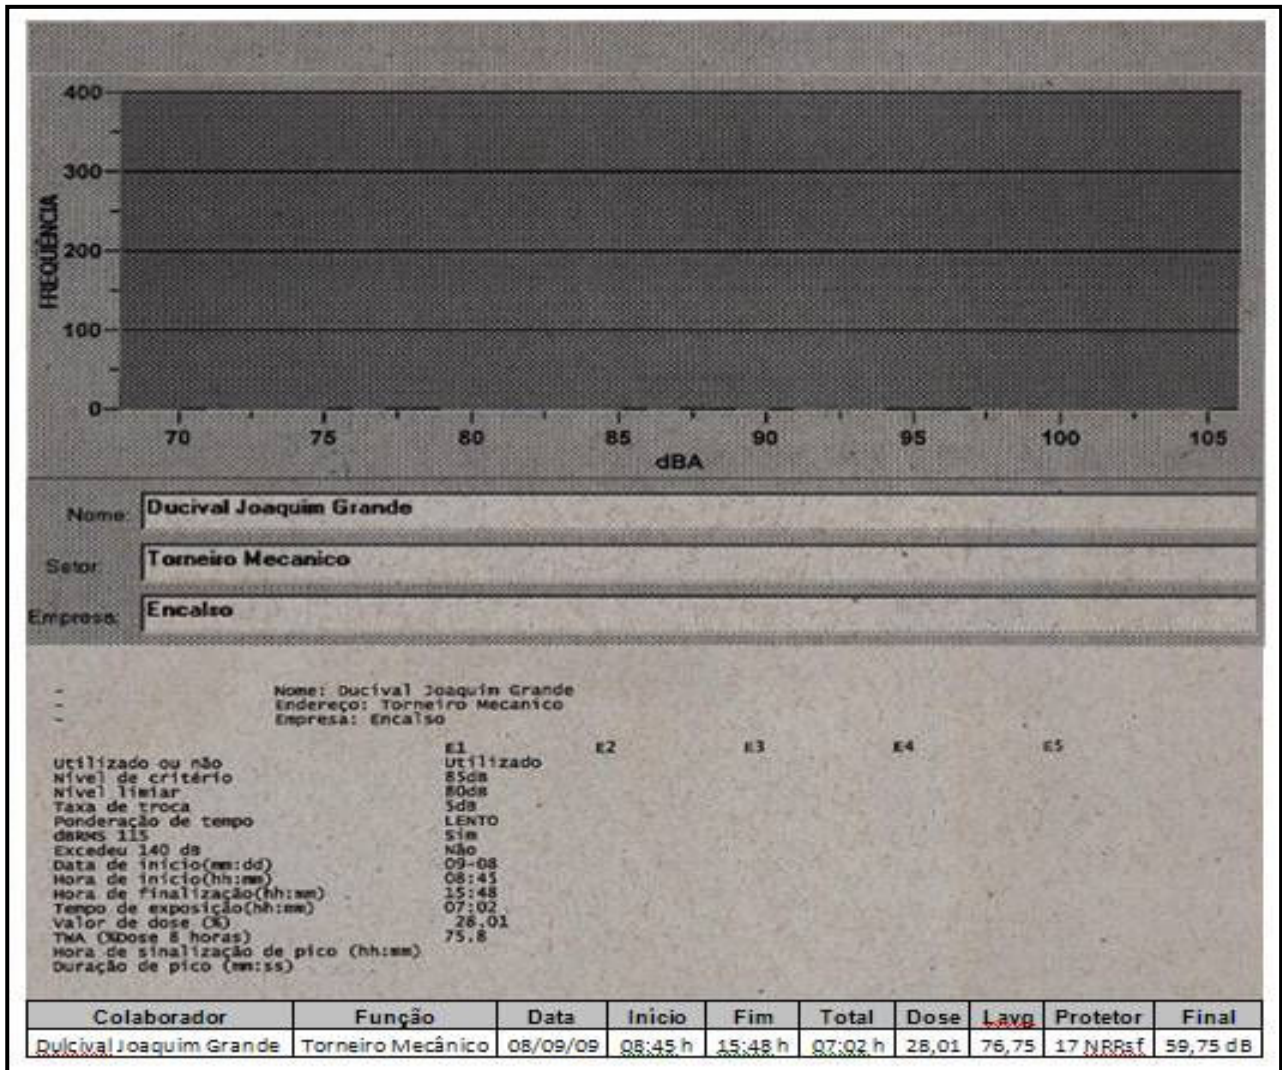 400
300
200
100
0
FREQUÊNCIA
70 75 80 85 90 95 100 105
dBA
Nome: Ducival Joaquim Grande
Setor: Torneiro Mecanico
Empresa: Encalso
- Nome: Ducival Joaquim Grande
- Endereço: Torneiro Mecanico
- Empresa: Encalso
E1 E2 E3 E4 E5
Utilizado ou não Utilizado
Nível de critério 85dB
Nível limiar 80dB
Taxa de troca 5dB
Ponderação de tempo LENTO
dBRMS 115 Sim
Excedeu 140 dB Não
Data de início(mm:dd) 09-08
Hora de início(hh:mm) 08:45
Hora de finalização(hh:mm) 15:48
Tempo de exposição(hh:mm) 07:02
Valor de dose (%) 28.01
TWA (%Dose 8 horas) 75.8
Hora de sinalização de pico (hh:mm)
Duração de pico (mm:ss)
Colaborador Função Data Inicio Fim Total Dose Lavg Protetor Final
Dulcival Joaquim Grande Torneiro Mecânico 08/09/09 08:45 h 15:48 h 07:02 h 28,01 76,75 17 NRRsf 59,75 dB